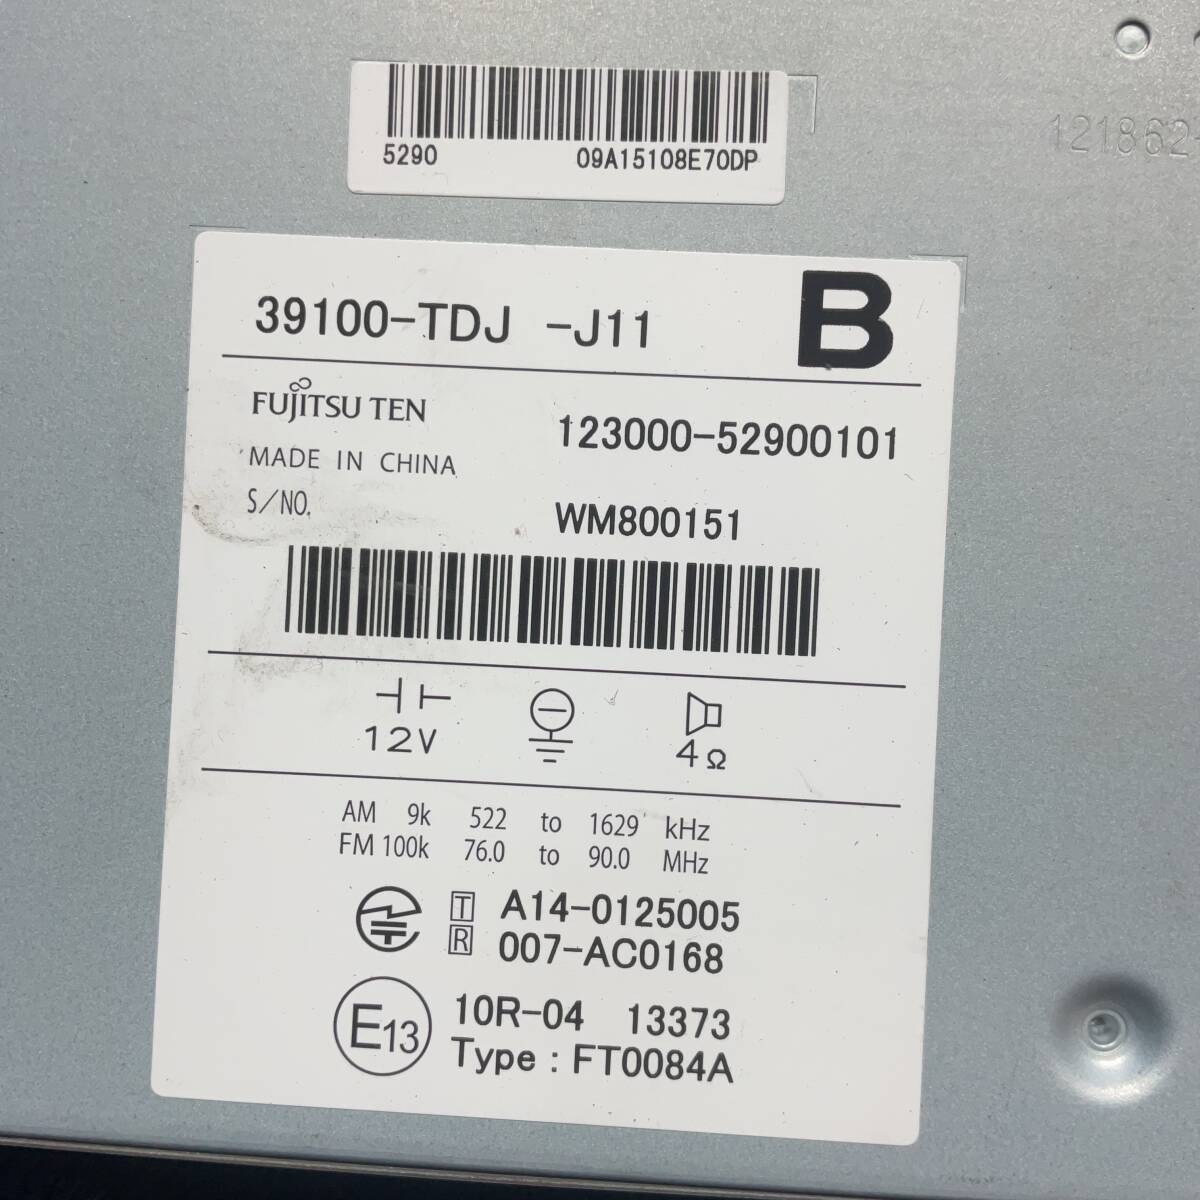 5290 09A15108E70DP
121862
39100-TDJ -J11 B
FUJITSU TEN
123000-52900101
MADE IN CHINA
S/NO. WM800151
12V 4Ω
AM 9k 522 to 1629 kHz
FM 100k 76.0 to 90.0 MHz
T A14-0125005
R 007-AC0168
E13 10R-04 13373
Type : FT0084A